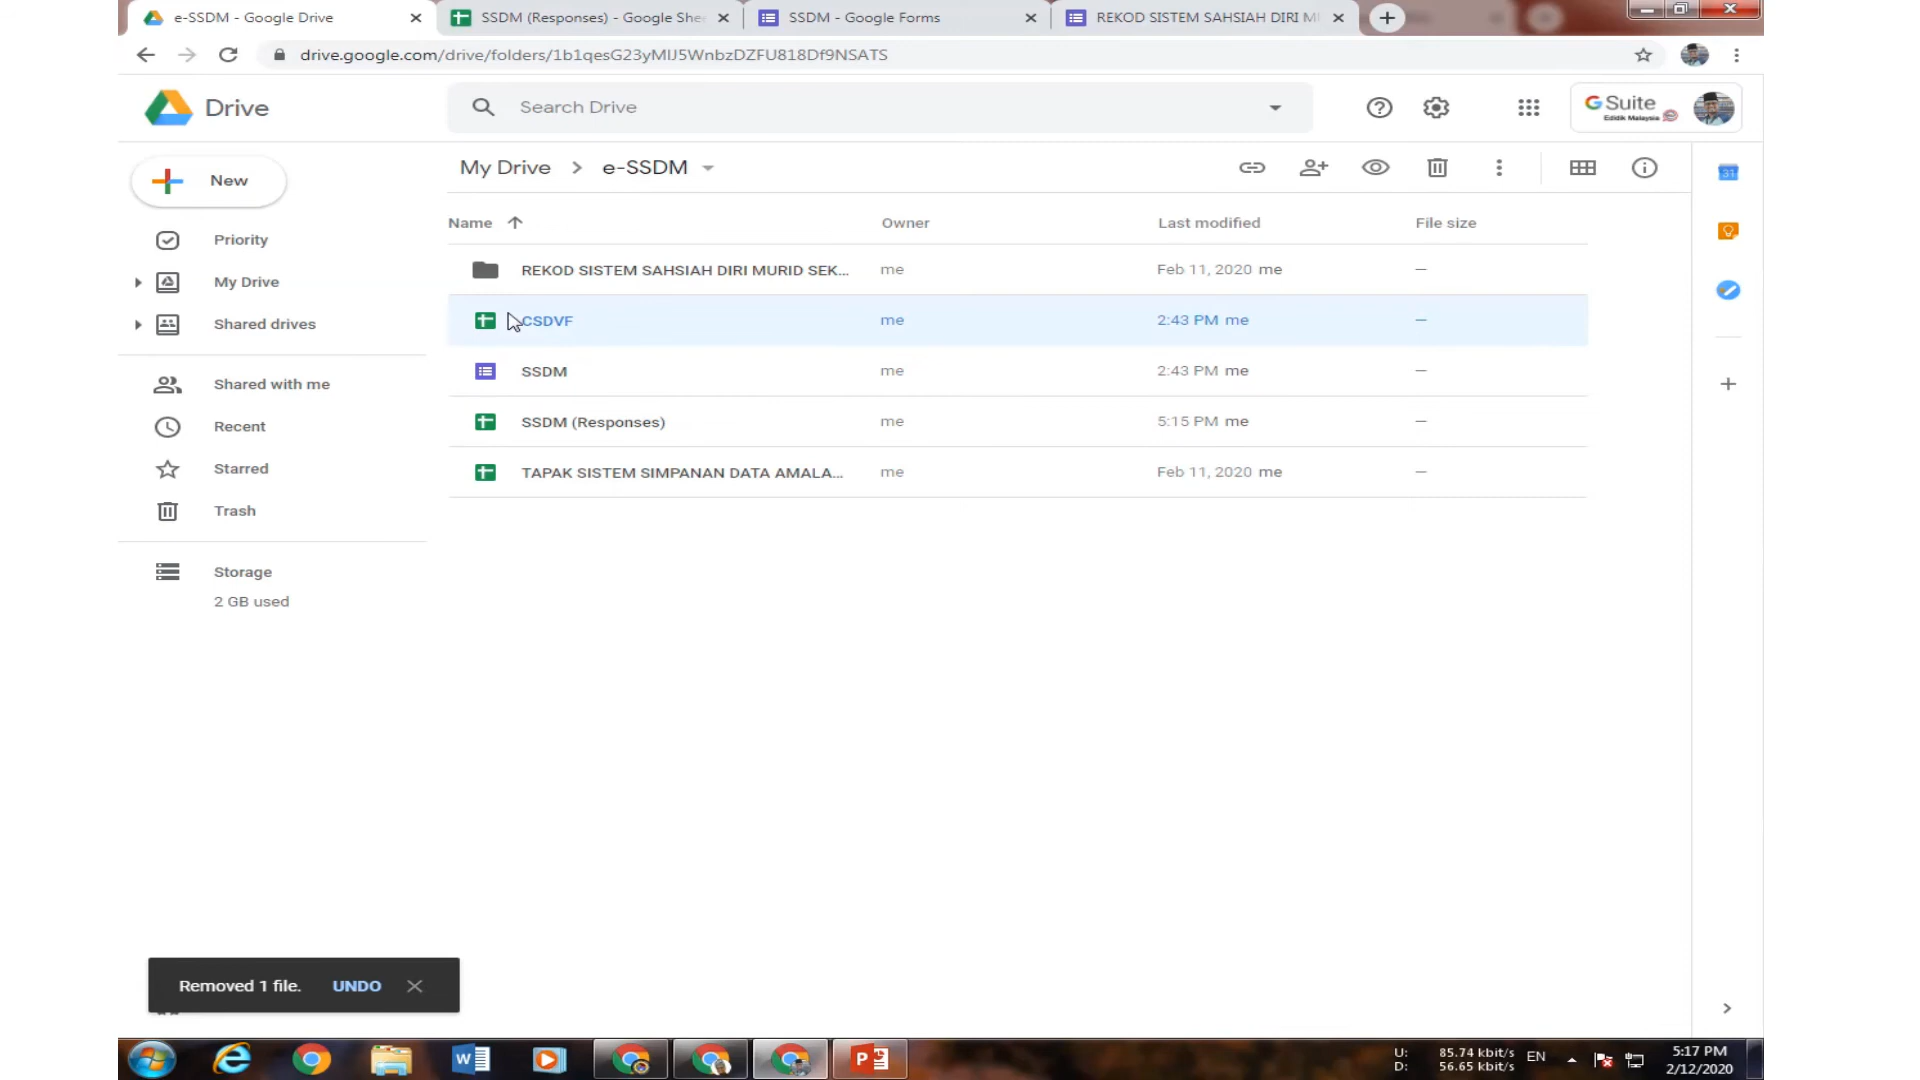 e-SSDM - Google Drive
SSDM (Responses) - Google She
SSDM - Google Forms
REKOD SISTEM SAHSIAH DIRI M
drive.google.com/drive/folders/1b1qesG23yMIJ5WnbzDZFU818Df9NSATS
Drive
Search Drive
G Suite
Edidik Malaysia
New
My Drive > e-SSDM
Name
Owner
Last modified
File size
Priority
My Drive
Shared drives
Shared with me
Recent
Starred
Trash
Storage
2 GB used
REKOD SISTEM SAHSIAH DIRI MURID SEK... me Feb 11, 2020 me —
CSDVF me 2:43 PM me —
SSDM me 2:43 PM me —
SSDM (Responses) me 5:15 PM me —
TAPAK SISTEM SIMPANAN DATA AMALA... me Feb 11, 2020 me —
31
Removed 1 file. UNDO
U: 85.74 kbit/s
D: 56.65 kbit/s
EN
5:17 PM
2/12/2020